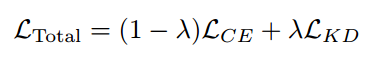 ℒ_Total = (1 − λ)ℒ_CE + λℒ_KD